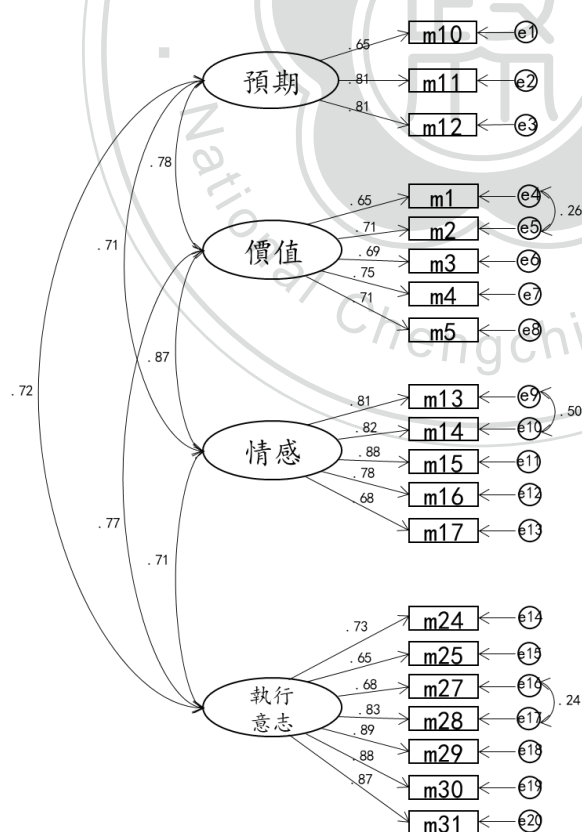 .65 m10 e1
預期 .81 m11 e2
.81 m12 e3
.78
.65 m1 e4
.26
.71 m2 e5
.71
價值 .69 m3 e6
.75 m4 e7
.71 m5 e8
National Chengchi
.87
.72
.81 m13 e9
.50
.82 m14 e10
情感 .88 m15 e11
.78 m16 e12
.68 m17 e13
.77
.71
.73 m24 e14
.65 m25 e15
.68 m27 e16
.24
執行
意志
.83 m28 e17
.89 m29 e18
.88 m30 e19
.87 m31 e20